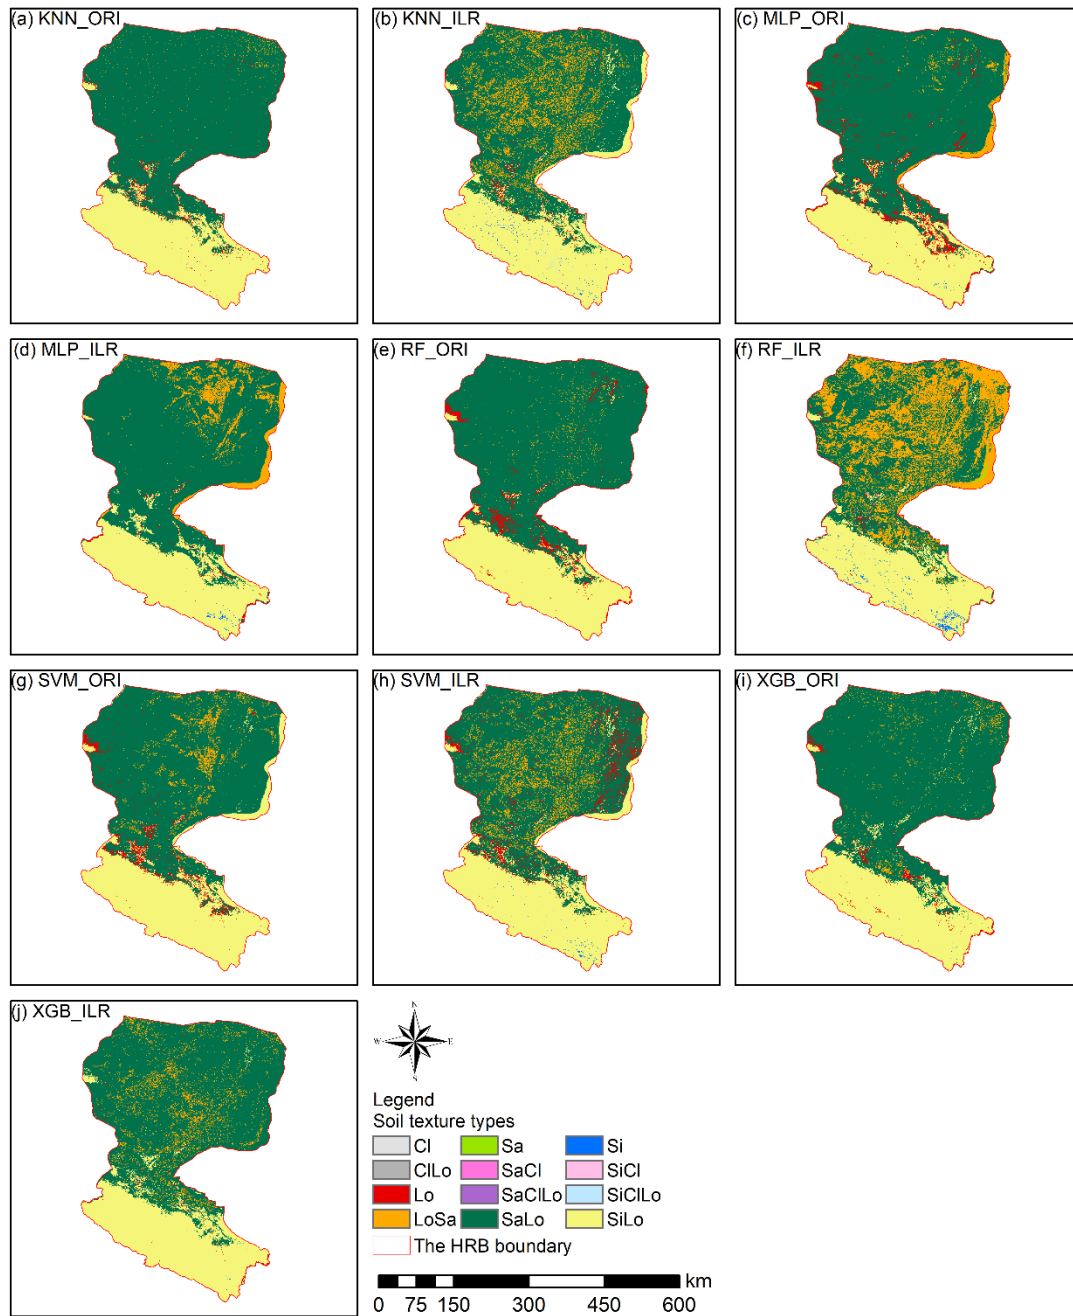 (a) KNN_ORI
(b) KNN_ILR
(c) MLP_ORI
(d) MLP_ILR
(e) RF_ORI
(f) RF_ILR
(g) SVM_ORI
(h) SVM_ILR
(i) XGB_ORI
(j) XGB_ILR
N
W E
S
Legend
Soil texture types
Cl Sa Si
ClLo SaCl SiCl
Lo SaClLo SiClLo
LoSa SaLo SiLo
The HRB boundary
km
0 75 150 300 450 600